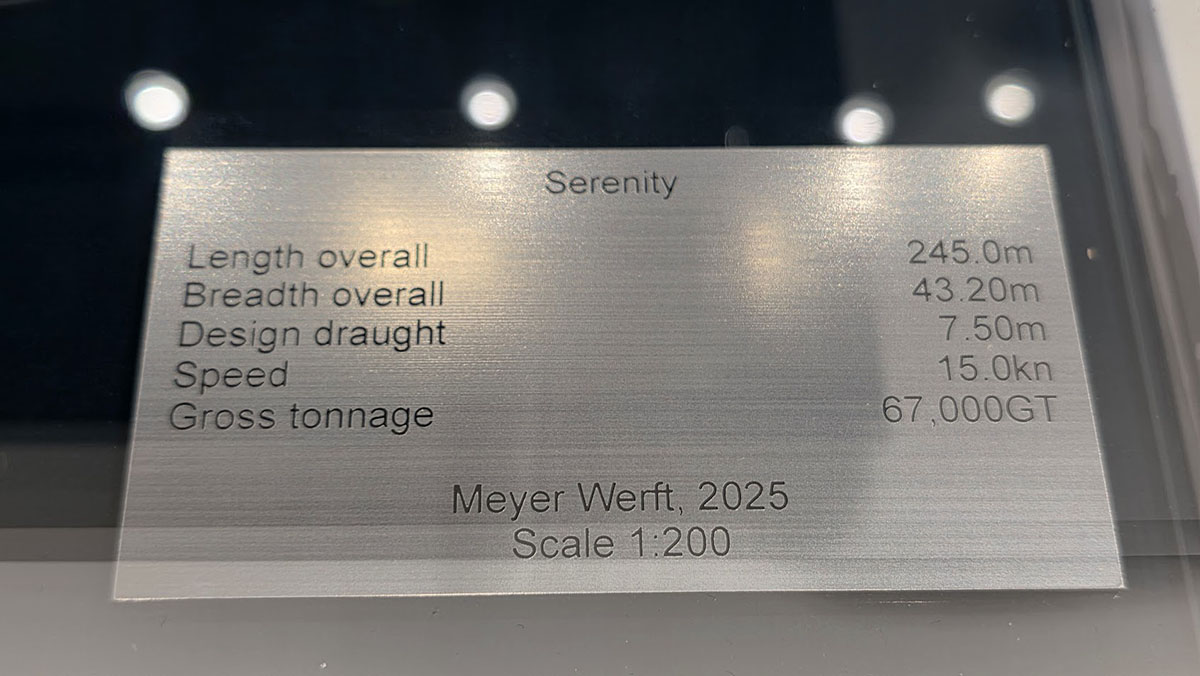 Serenity
Length overall 245.0m
Breadth overall 43.20m
Design draught 7.50m
Speed 15.0kn
Gross tonnage 67,000GT
Meyer Werft, 2025
Scale 1:200